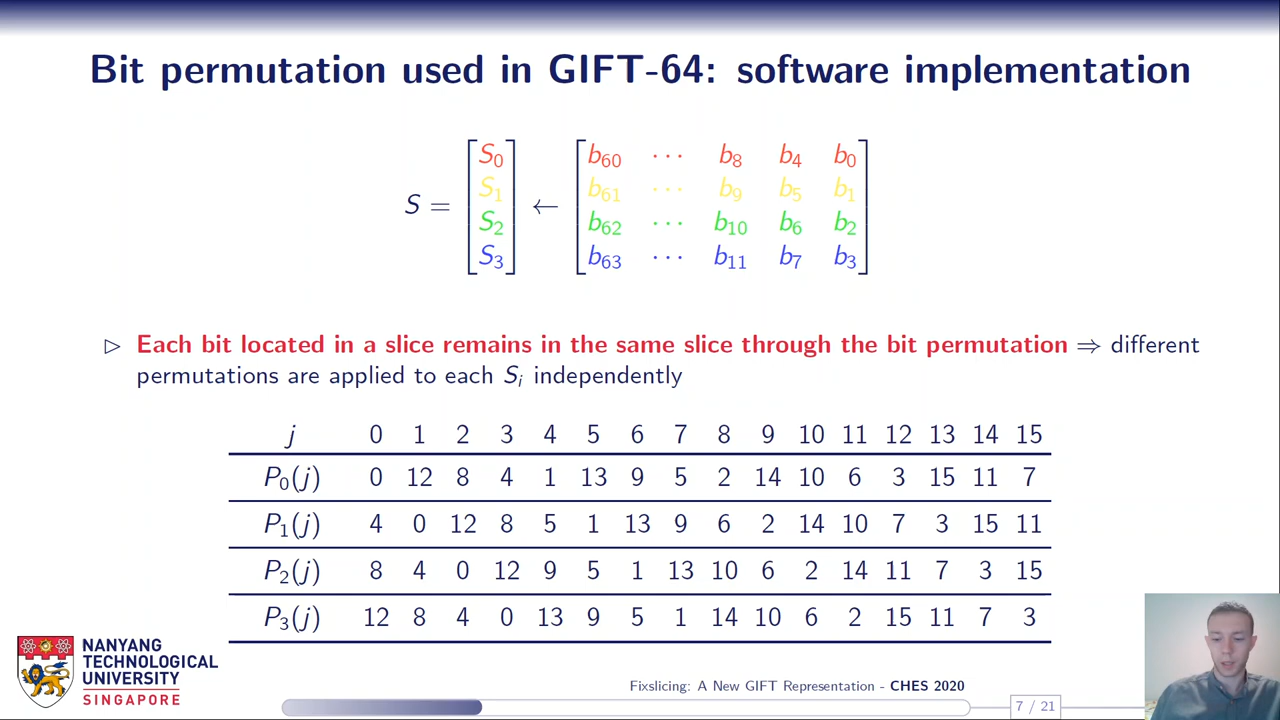 Bit permutation used in GIFT-64: software implementation
S = [S₀ S₁ S₂ S₃] ← [b₆₀ ⋯ b₈ b₄ b₀
b₆₁ ⋯ b₉ b₅ b₁
b₆₂ ⋯ b₁₀ b₆ b₂
b₆₃ ⋯ b₁₁ b₇ b₃]
▷ Each bit located in a slice remains in the same slice through the bit permutation ⇒ different
permutations are applied to each Sᵢ independently
j 0 1 2 3 4 5 6 7 8 9 10 11 12 13 14 15
P₀(j) 0 12 8 4 1 13 9 5 2 14 10 6 3 15 11 7
P₁(j) 4 0 12 8 5 1 13 9 6 2 14 10 7 3 15 11
P₂(j) 8 4 0 12 9 5 1 13 10 6 2 14 11 7 3 15
P₃(j) 12 8 4 0 13 9 5 1 14 10 6 2 15 11 7 3
NANYANG
TECHNOLOGICAL
UNIVERSITY
SINGAPORE
Fixslicing: A New GIFT Representation - CHES 2020
7 / 21